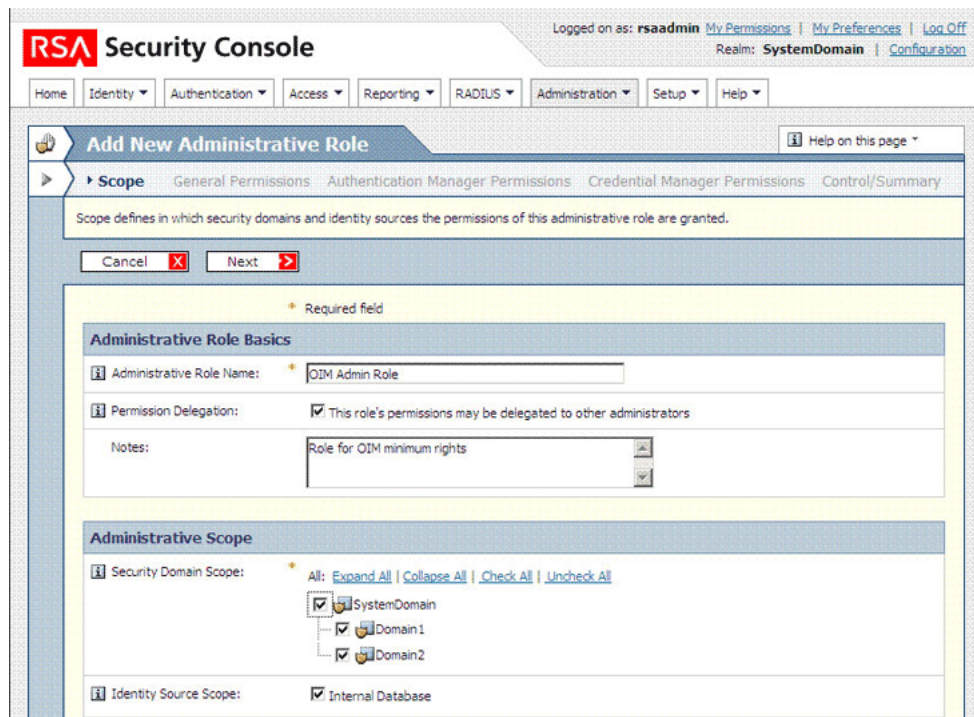 Logged on as: rsaadmin My Permissions | My Preferences | Log Off
RSA Security Console
Realm: SystemDomain | Configuration
Home Identity Authentication Access Reporting RADIUS Administration Setup Help
Add New Administrative Role
Help on this page
Scope General Permissions Authentication Manager Permissions Credential Manager Permissions Control/Summary
Scope defines in which security domains and identity sources the permissions of this administrative role are granted.
Cancel X Next
* Required field
Administrative Role Basics
Administrative Role Name: * OIM Admin Role
Permission Delegation: This role's permissions may be delegated to other administrators
Notes: Role for OIM minimum rights
Administrative Scope
Security Domain Scope: * All: Expand All | Collapse All | Check All | Uncheck All
SystemDomain
Domain1
Domain2
Identity Source Scope: Internal Database